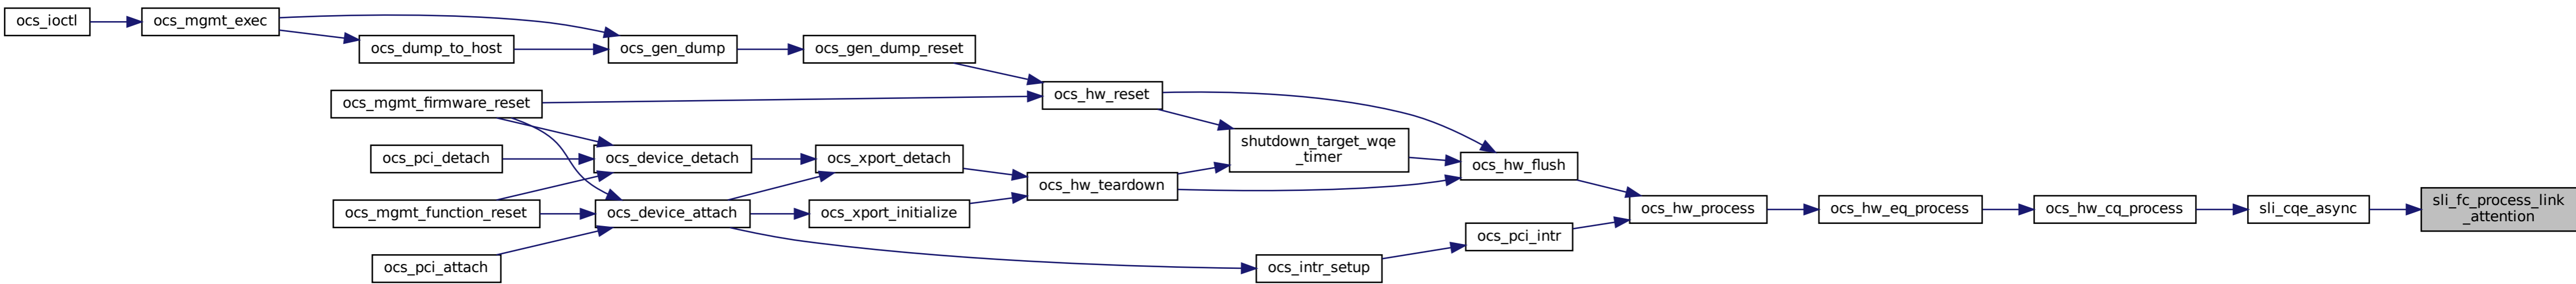 ocs_ioctl
ocs_mgmt_exec
ocs_dump_to_host
ocs_gen_dump
ocs_gen_dump_reset
ocs_mgmt_firmware_reset
ocs_hw_reset
ocs_pci_detach
ocs_device_detach
ocs_xport_detach
shutdown_target_wqe
_timer
ocs_hw_flush
ocs_hw_teardown
ocs_mgmt_function_reset
ocs_device_attach
ocs_xport_initialize
ocs_hw_process
ocs_hw_eq_process
ocs_hw_cq_process
sli_cqe_async
sli_fc_process_link
_attention
ocs_pci_intr
ocs_pci_attach
ocs_intr_setup